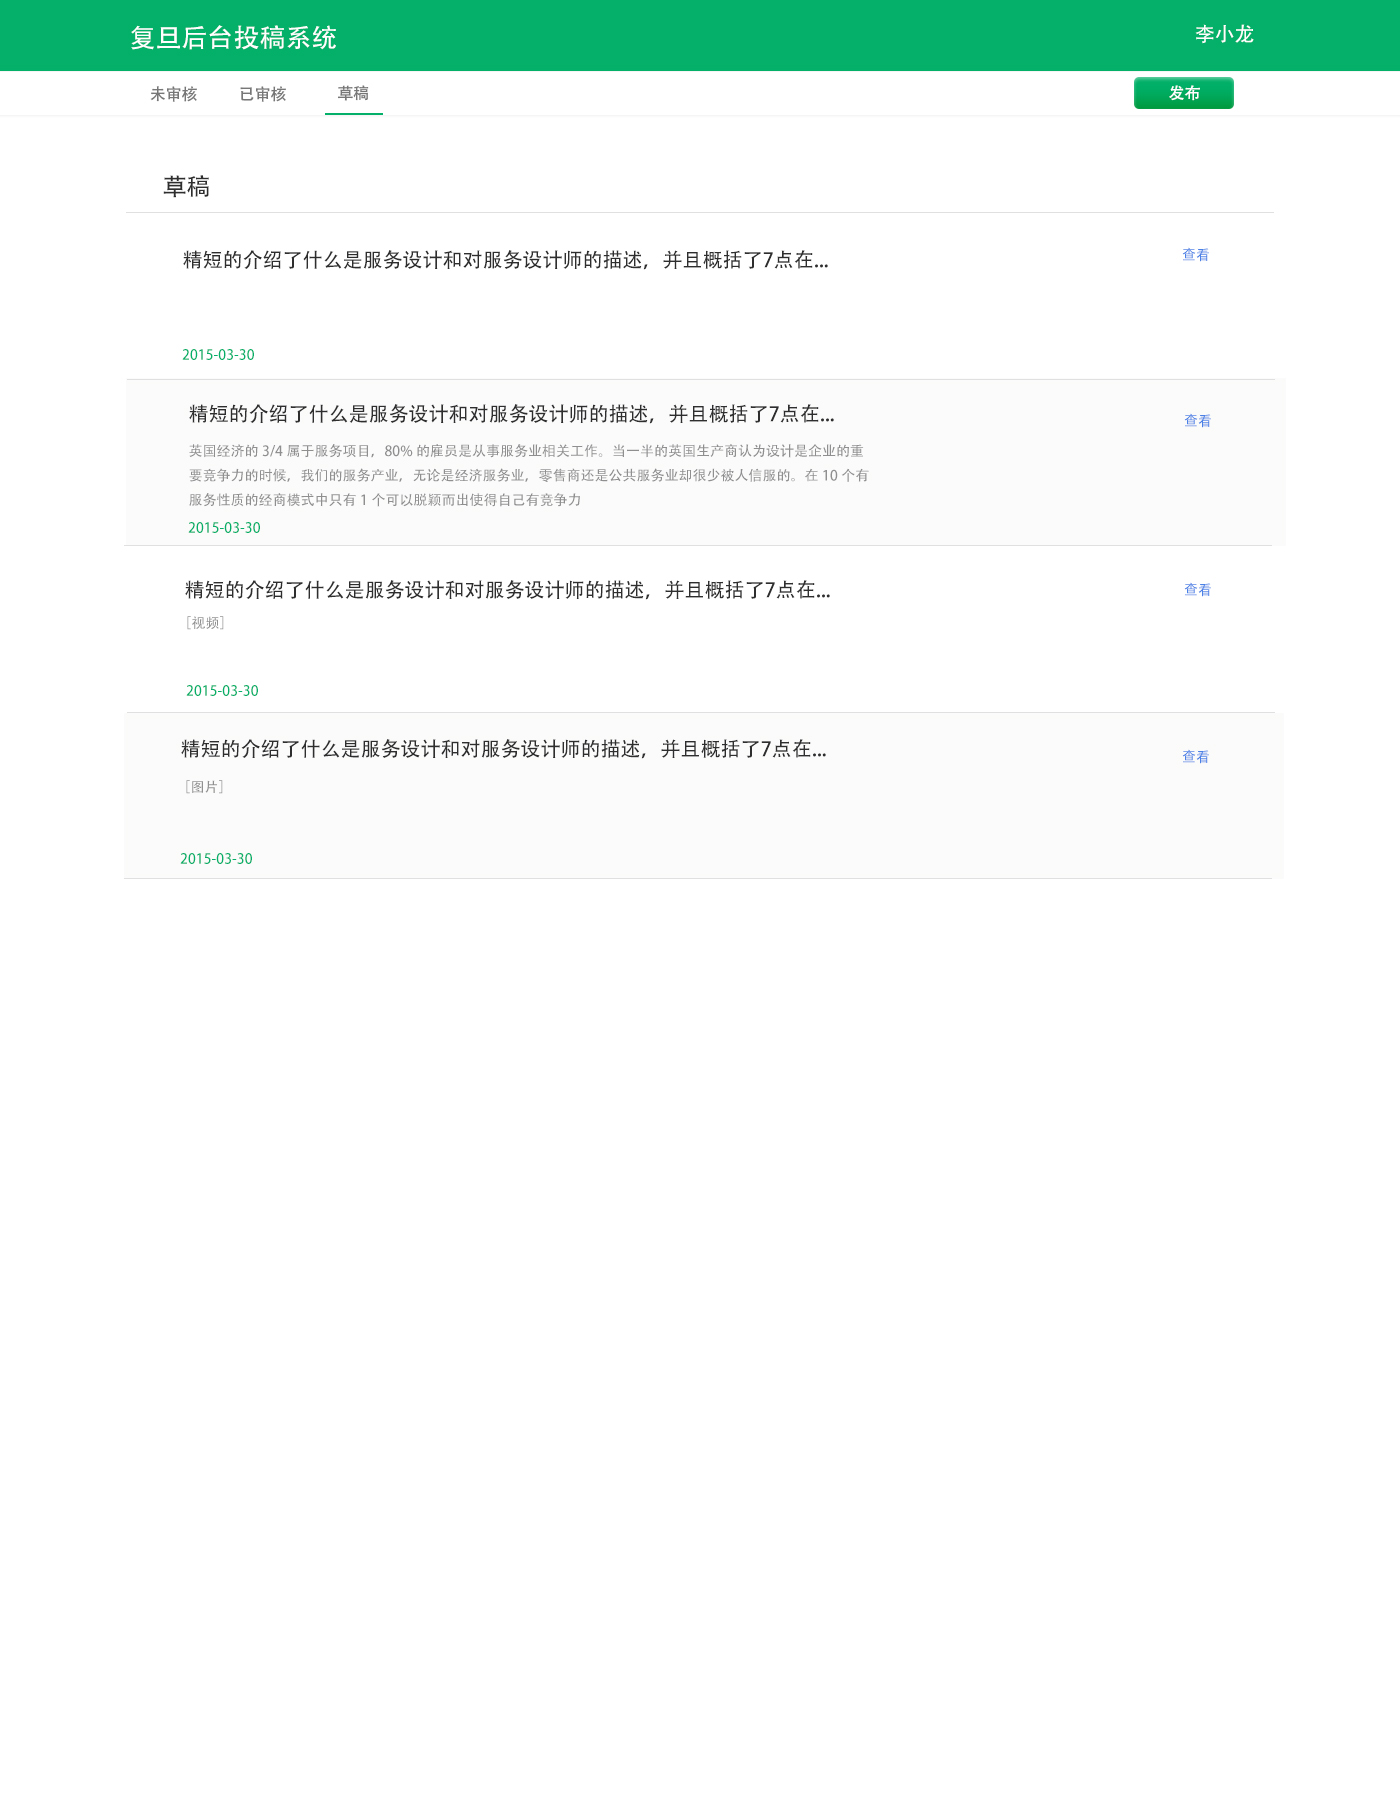 复旦后台投稿系统
李小龙
未审核 已审核 草稿 发布
草稿
精短的介绍了什么是服务设计和对服务设计师的描述，并且概括了7点在...
查看
2015-03-30
精短的介绍了什么是服务设计和对服务设计师的描述，并且概括了7点在...
查看
英国经济的 3/4 属于服务项目，80% 的雇员是从事服务业相关工作。当一半的英国生产商认为设计是企业的重
要竞争力的时候，我们的服务产业，无论是经济服务业，零售商还是公共服务业却很少被人信服的。在 10 个有
服务性质的经商模式中只有 1 个可以脱颖而出使得自己有竞争力
2015-03-30
精短的介绍了什么是服务设计和对服务设计师的描述，并且概括了7点在...
查看
[视频]
2015-03-30
精短的介绍了什么是服务设计和对服务设计师的描述，并且概括了7点在...
查看
[图片]
2015-03-30